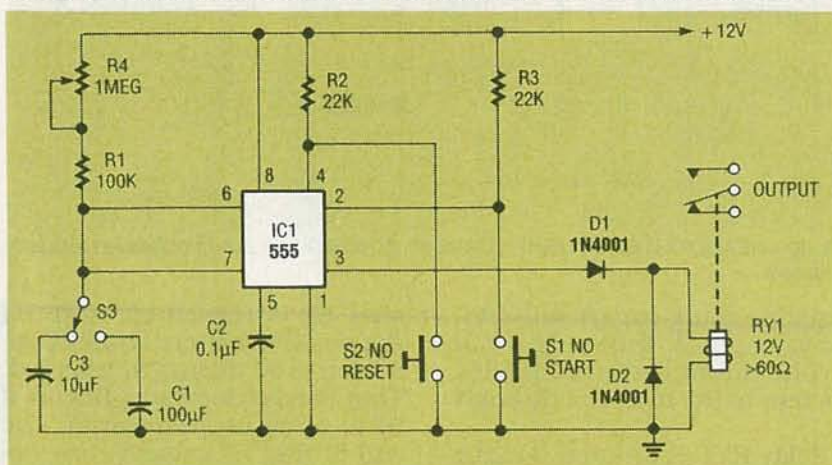 +12V
R4
1MEG
R2
22K
R3
22K
R1
100K
8
4
6
2
IC1
555
7
3
5
1
D1
1N4001
OUTPUT
S3
C2
0.1µF
S2 NO
RESET
S1 NO
START
RY1
12V
>60Ω
C3
10µF
C1
100µF
D2
1N4001